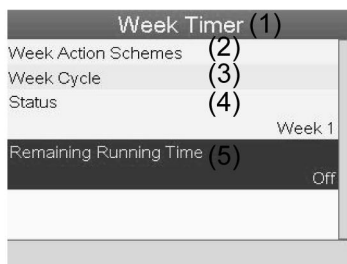 Week Timer (1)
Week Action Schemes (2)
Week Cycle (3)
Status (4)
Week 1
Remaining Running Time (5)
Off